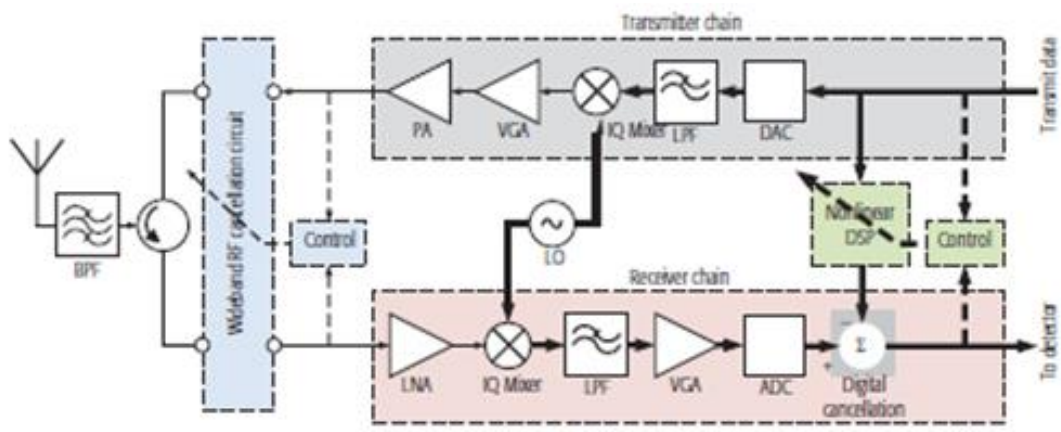 Transmitter chain
Transmit data
PA
VGA
IQ Mixer
LPF
DAC
Wideband RF cancellation circuit
Control
BPF
LO
Nonlinear
DSP
Control
Receiver chain
LNA
IQ Mixer
LPF
VGA
ADC
Σ
−
+
Digital
cancellation
To detector